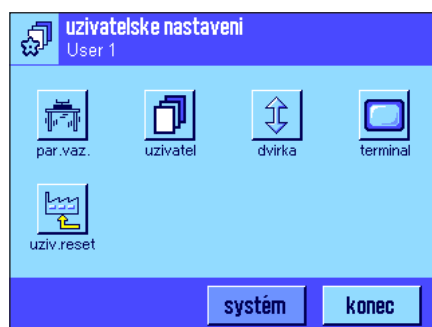 uzivatelske nastaveni
User 1
par.vaz.
uzivatel
dvirka
terminal
uziv.reset
systém
konec